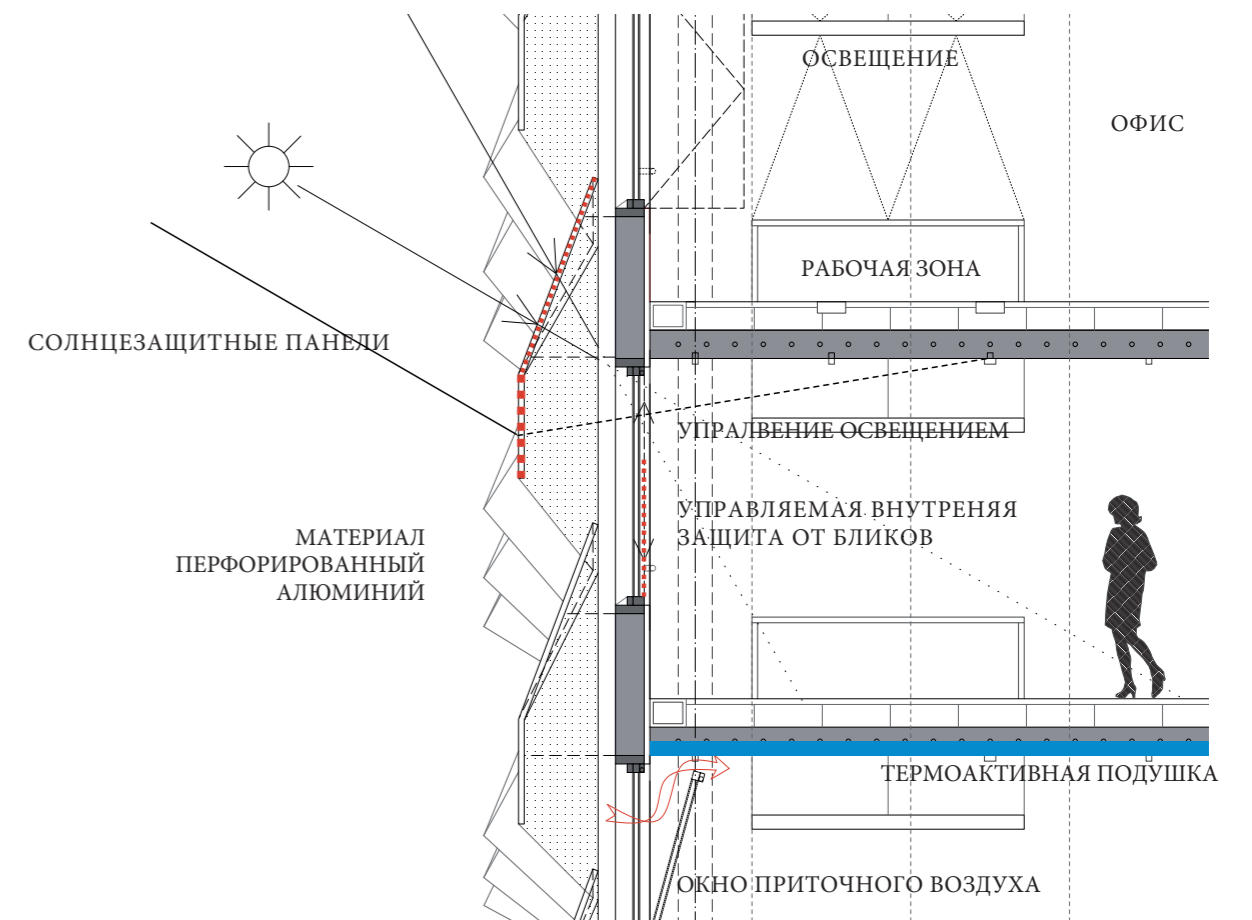 ОСВЕЩЕНИЕ
ОФИС
РАБОЧАЯ ЗОНА
СОЛНЦЕЗАЩИТНЫЕ ПАНЕЛИ
УПРАЛВЕНИЕ ОСВЕЩЕНИЕМ
УПРАВЛЯЕМАЯ ВНУТРЕНЯЯ
ЗАЩИТА ОТ БЛИКОВ
МАТЕРИАЛ
ПЕРФОРИРОВАННЫЙ
АЛЮМИНИЙ
ТЕРМОАКТИВНАЯ ПОДУШКА
ОКНО ПРИТОЧНОГО ВОЗДУХА